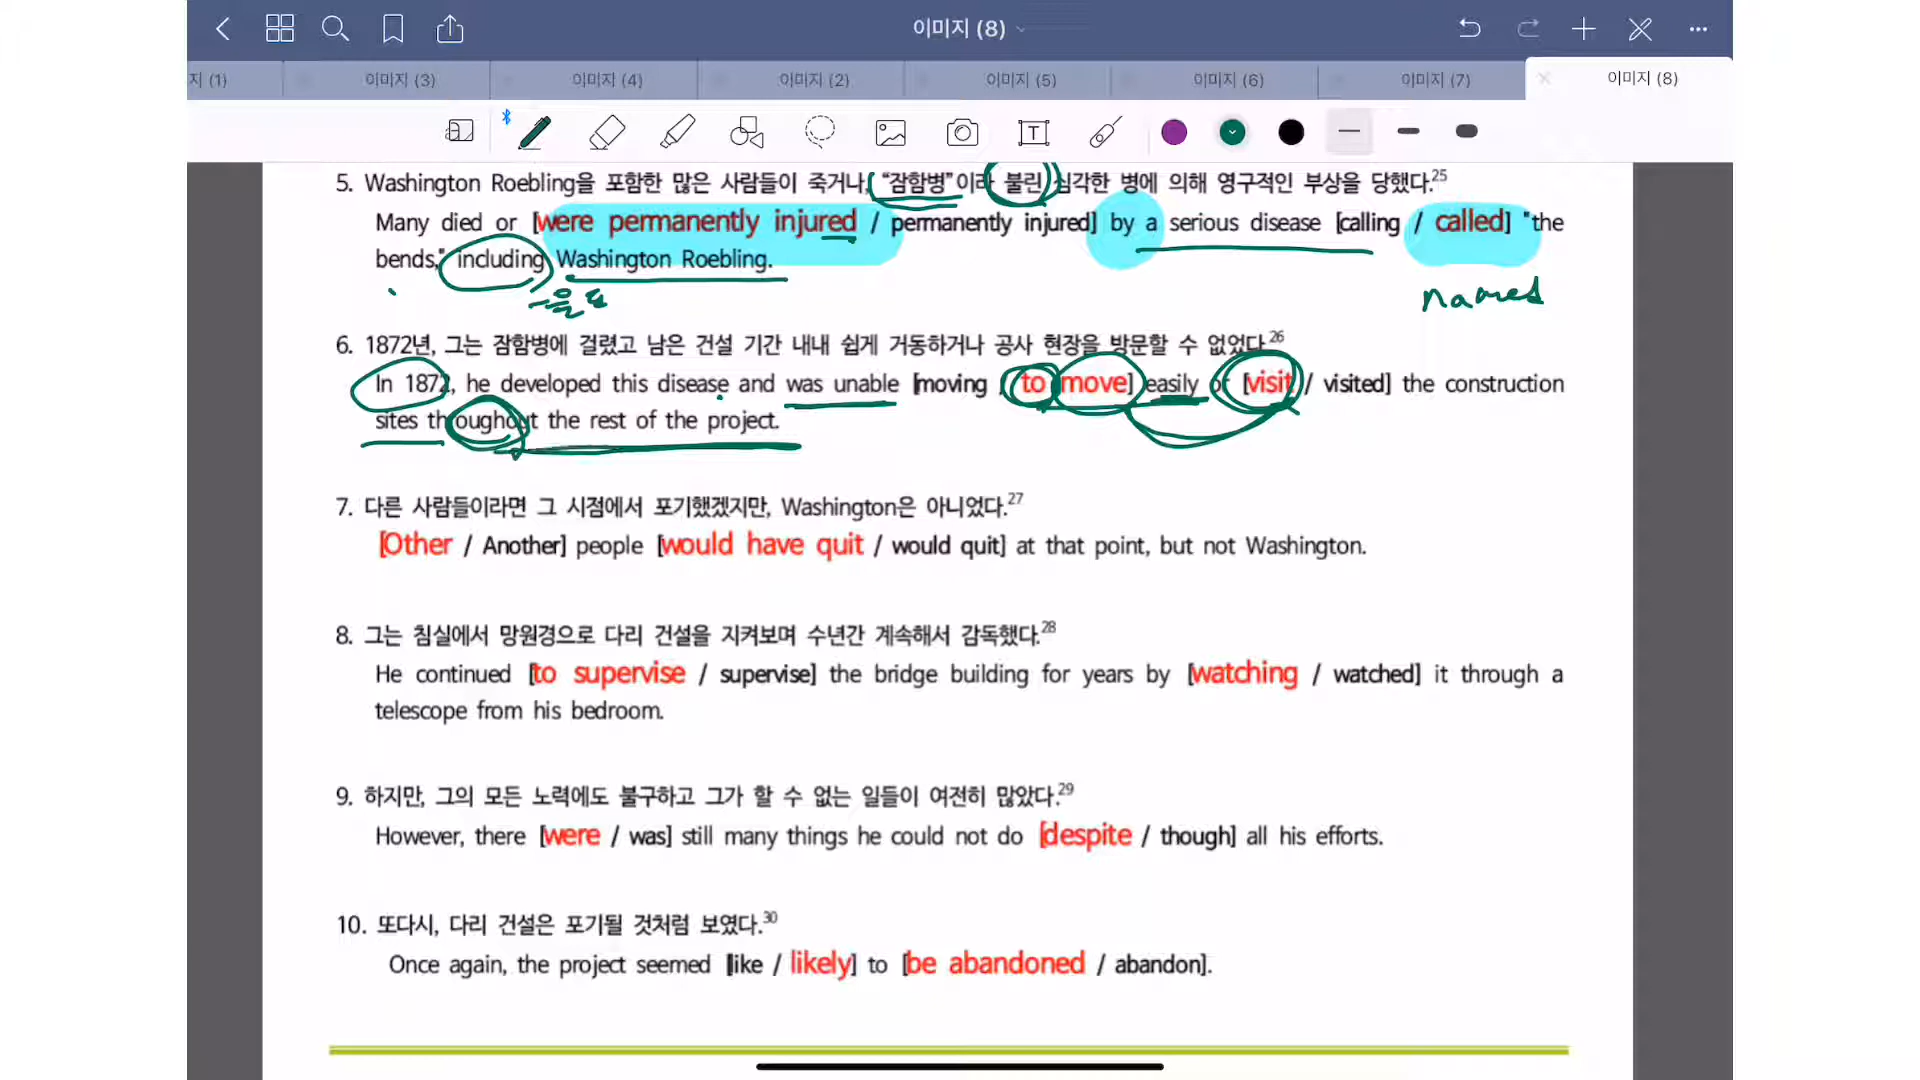 이미지 (8)
지 (1) 이미지 (3) 이미지 (4) 이미지 (2) 이미지 (5) 이미지 (6) 이미지 (7) 이미지 (8)
5. Washington Roebling을 포함한 많은 사람들이 죽거나, “잠함병”이라 불린 심각한 병에 의해 영구적인 부상을 당했다.25
Many died or [were permanently injured / permanently injured] by a serious disease [calling / called] "the
bends," including Washington Roebling.
~을 named
6. 1872년, 그는 잠함병에 걸렸고 남은 건설 기간 내내 쉽게 거동하거나 공사 현장을 방문할 수 없었다.26
In 1872, he developed this disease and was unable [moving / to move] easily or [visit / visited] the construction
sites throughout the rest of the project.
7. 다른 사람들이라면 그 시점에서 포기했겠지만, Washington은 아니었다.27
[Other / Another] people [would have quit / would quit] at that point, but not Washington.
8. 그는 침실에서 망원경으로 다리 건설을 지켜보며 수년간 계속해서 감독했다.28
He continued [to supervise / supervise] the bridge building for years by [watching / watched] it through a
telescope from his bedroom.
9. 하지만, 그의 모든 노력에도 불구하고 그가 할 수 없는 일들이 여전히 많았다.29
However, there [were / was] still many things he could not do [despite / though] all his efforts.
10. 또다시, 다리 건설은 포기될 것처럼 보였다.30
Once again, the project seemed [like / likely] to [be abandoned / abandon].